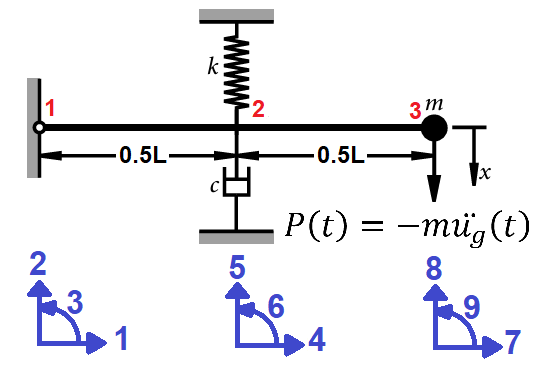 k
1
2
3 m
0.5L
0.5L
x
c
P(t) = −mü_g(t)
2
3
1
5
6
4
8
9
7